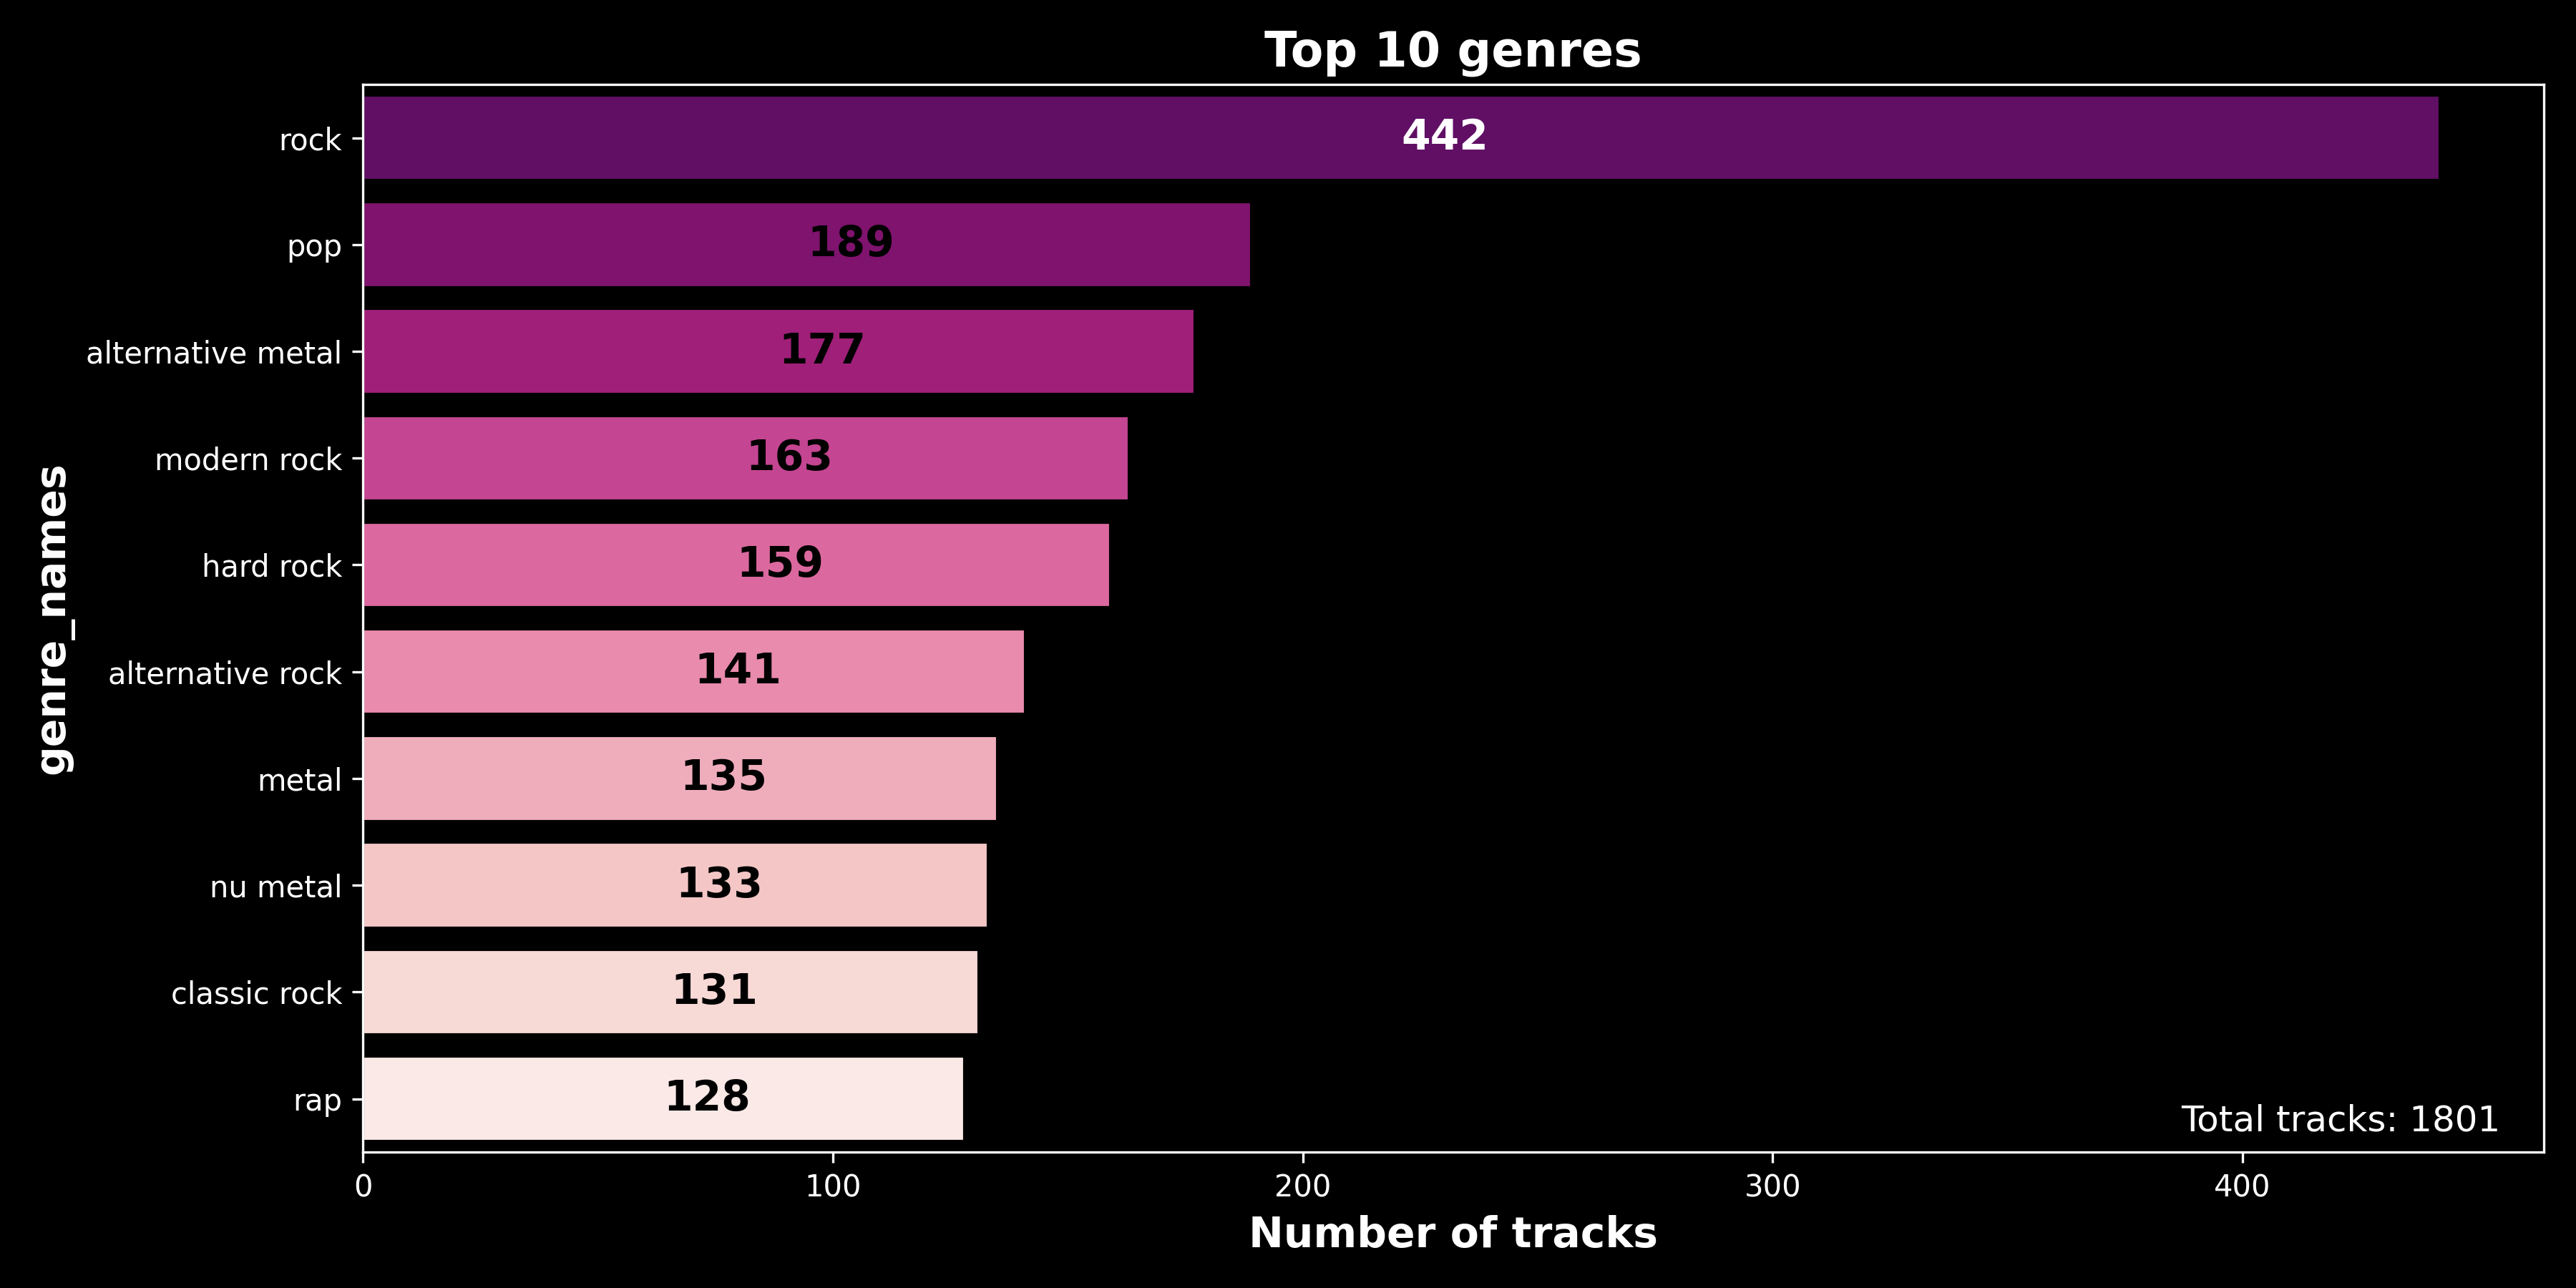 Top 10 genres
rock
442
pop
189
alternative metal
177
modern rock
163
hard rock
159
alternative rock
141
metal
135
nu metal
133
classic rock
131
rap
128
Total tracks: 1801
genre_names
0 100 200 300 400
Number of tracks